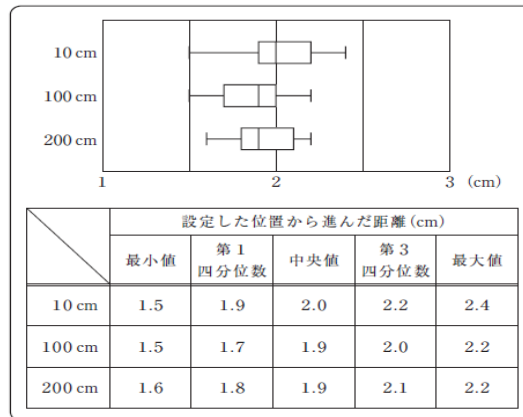 10 cm
100 cm
200 cm
1 2 3 (cm)
設定した位置から進んだ距離(cm)
最小値 第1四分位数 中央値 第3四分位数 最大値
10 cm 1.5 1.9 2.0 2.2 2.4
100 cm 1.5 1.7 1.9 2.0 2.2
200 cm 1.6 1.8 1.9 2.1 2.2